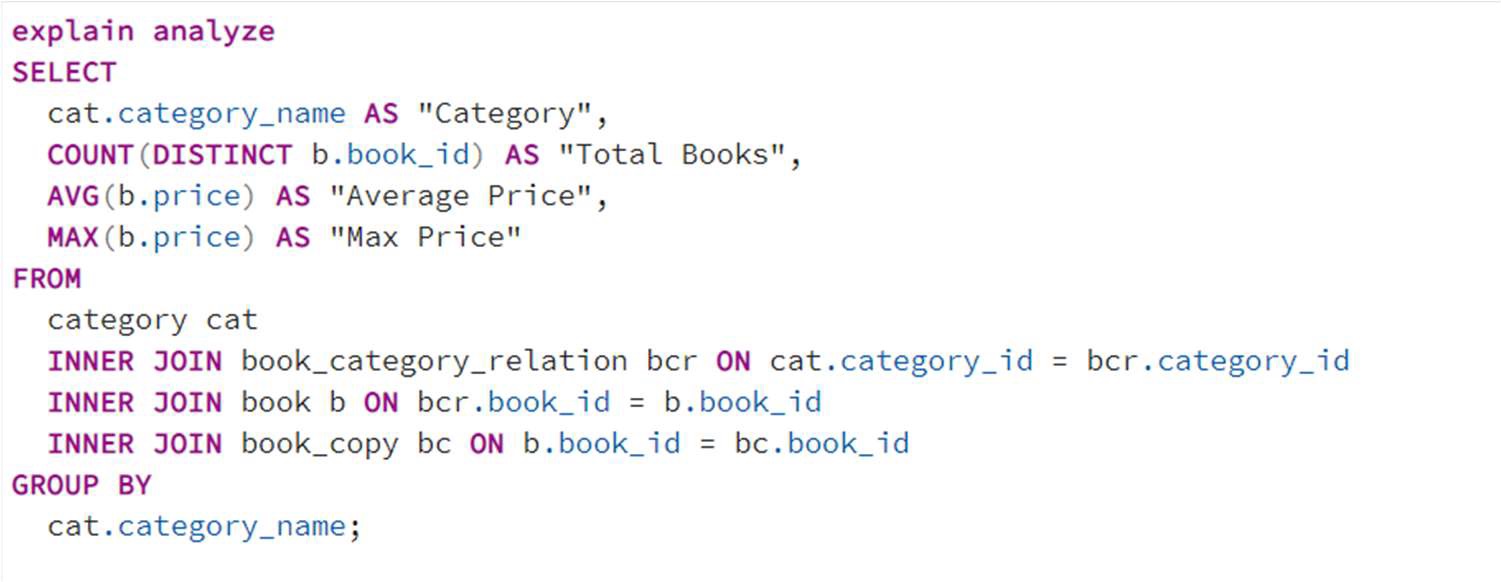 explain analyze
SELECT
cat.category_name AS "Category",
COUNT(DISTINCT b.book_id) AS "Total Books",
AVG(b.price) AS "Average Price",
MAX(b.price) AS "Max Price"
FROM
category cat
INNER JOIN book_category_relation bcr ON cat.category_id = bcr.category_id
INNER JOIN book b ON bcr.book_id = b.book_id
INNER JOIN book_copy bc ON b.book_id = bc.book_id
GROUP BY
cat.category_name;